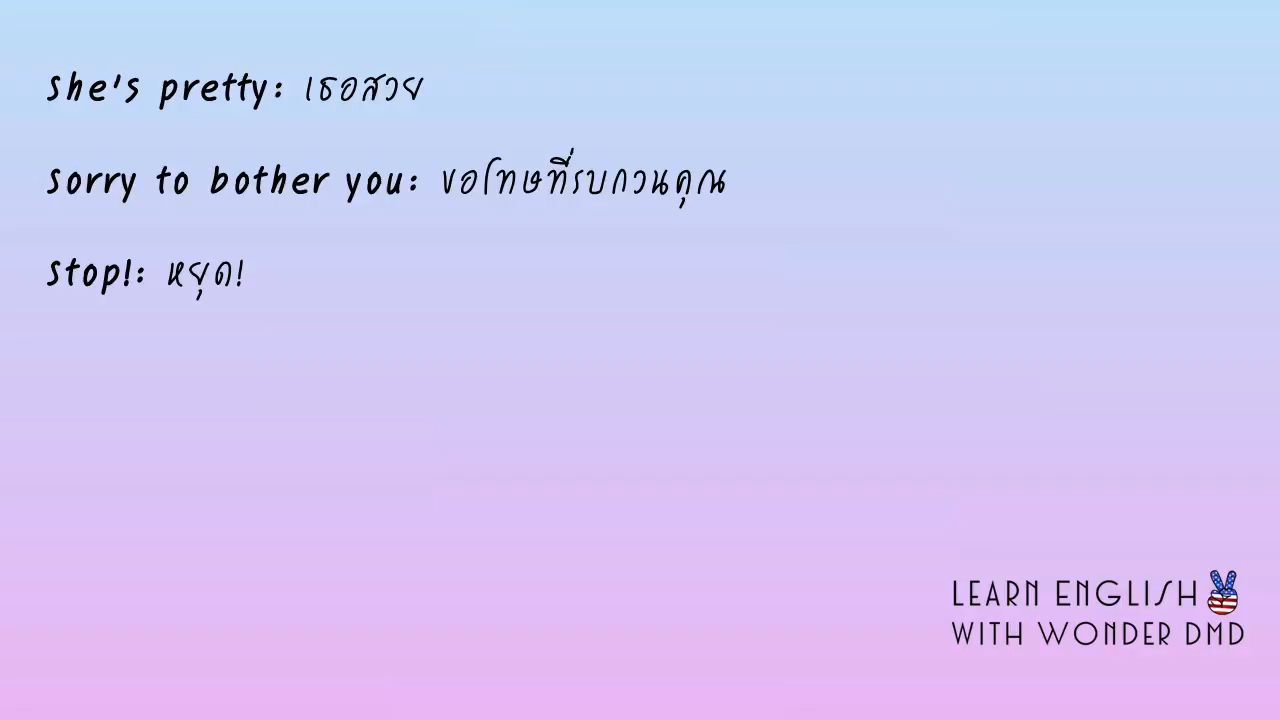 She's pretty: เธอสวย
Sorry to bother you: ขอโทษที่รบกวนคุณ
Stop!: หยุด!
LEARN ENGLISH
WITH WONDER DMD